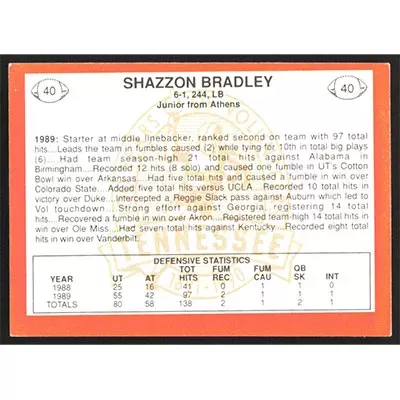 40
SHAZZON BRADLEY
40
6-1, 244, LB
Junior from Athens
1989: Starter at middle linebacker, ranked second on team with 97 total
hits....Leads the team in fumbles caused (2) while tying for 10th in total big plays
(6)....Had team season-high 21 total hits against Alabama in
Birmingham....Recorded 12 hits (8 solo) and caused one fumble in UT's Cotton
Bowl win over Arkansas....Had five total hits and caused one fumble in win over
Colorado State....Added five total hits versus UCLA....Recorded 10 total hits in
victory over Duke....Intercepted a Reggie Slack pass against Auburn which led to
Vol touchdown....Strong game against Georgia, registering 14 total
hits....Recovered a fumble in win over Akron....Registered team-high 14 total hits
in win over Ole Miss....Had seven total hits against Kentucky....Recorded eight total
hits in win over Vanderbilt.
TENNESSEE
DEFENSIVE STATISTICS
TOT FUM FUM QB
YEAR UT AT HITS REC CAU SK INT
1988 25 16 41 0 1 1 0
1989 55 42 97 2 1 1 1
TOTALS 80 58 138 2 2 2 1